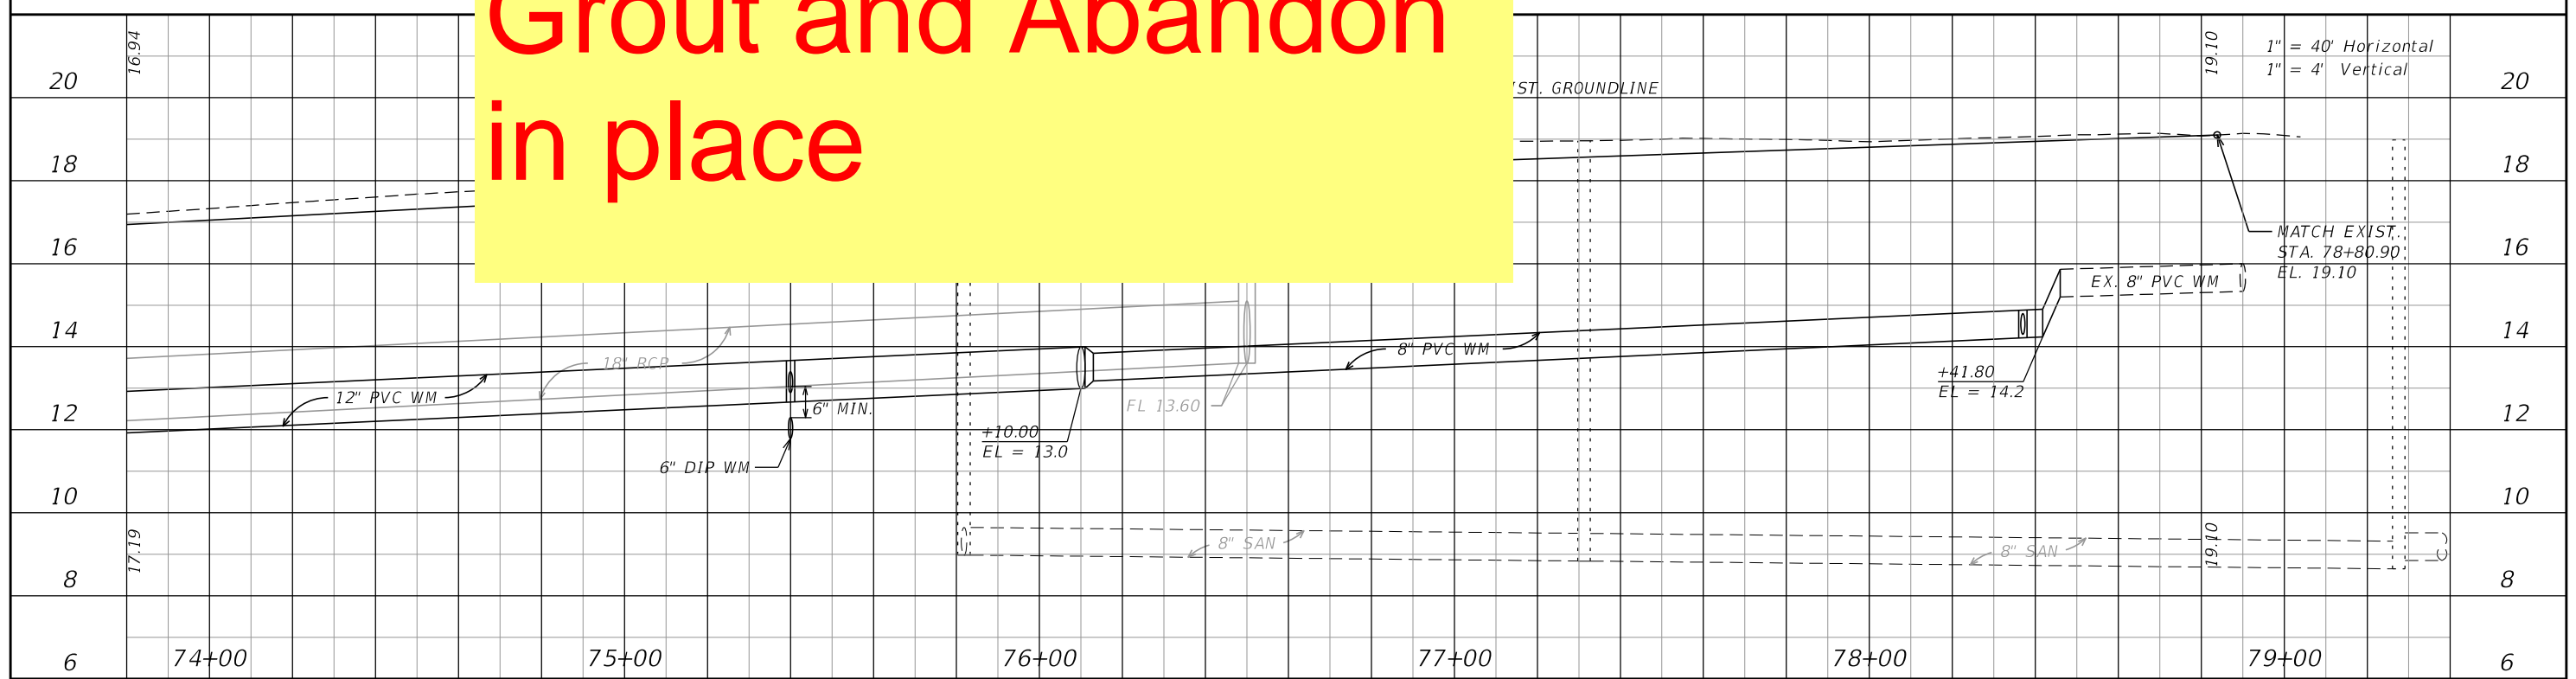 Grout and Abandon
in place
16.94
19.10
1" = 40' Horizontal
1" = 4' Vertical
20
20
GROUNDLINE
18
18
MATCH EXIST.
STA. 78+80.90
EL. 19.10
16
16
EX. 8" PVC WM
14
14
18" RCP
8" PVC WM
12" PVC WM
6" MIN.
FL 13.60
+41.80
EL = 14.2
12
12
+10.00
EL = 13.0
6" DIP WM
10
10
17.19
19.10
8" SAN
8" SAN
8
8
74+00
75+00
76+00
77+00
78+00
79+00
6
6